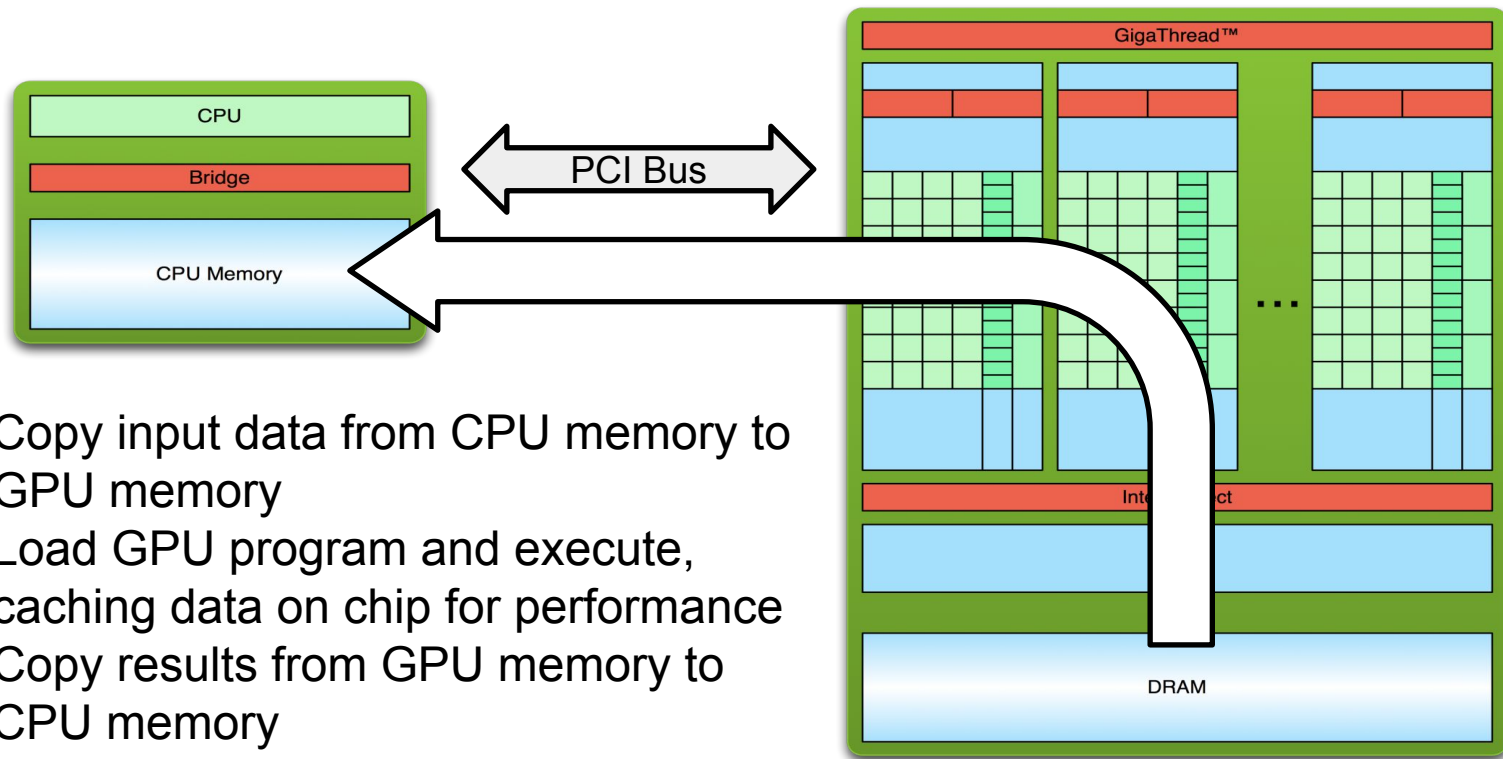 GigaThread™
CPU
Bridge
PCI Bus
CPU Memory
...
Copy input data from CPU memory to
GPU memory
Load GPU program and execute,
caching data on chip for performance
Copy results from GPU memory to
CPU memory
DRAM